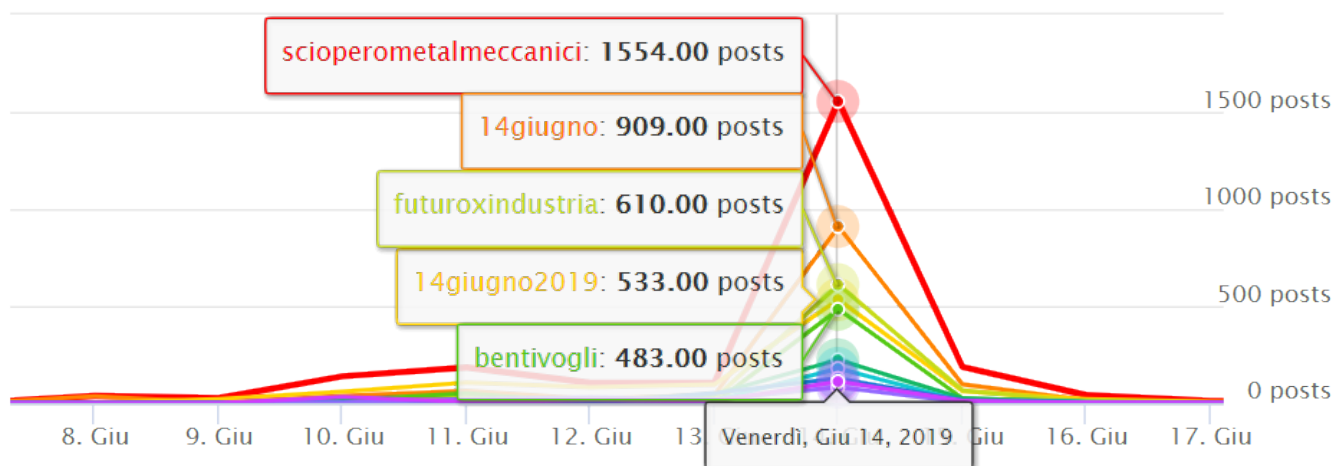 scioperometalmeccanici: 1554.00 posts
1500 posts
14giugno: 909.00 posts
futuroxindustria: 610.00 posts
1000 posts
14giugno2019: 533.00 posts
500 posts
bentivogli: 483.00 posts
0 posts
8. Giu 9. Giu 10. Giu 11. Giu 12. Giu 13. Giu 16. Giu 17. Giu
Venerdì, Giu 14, 2019